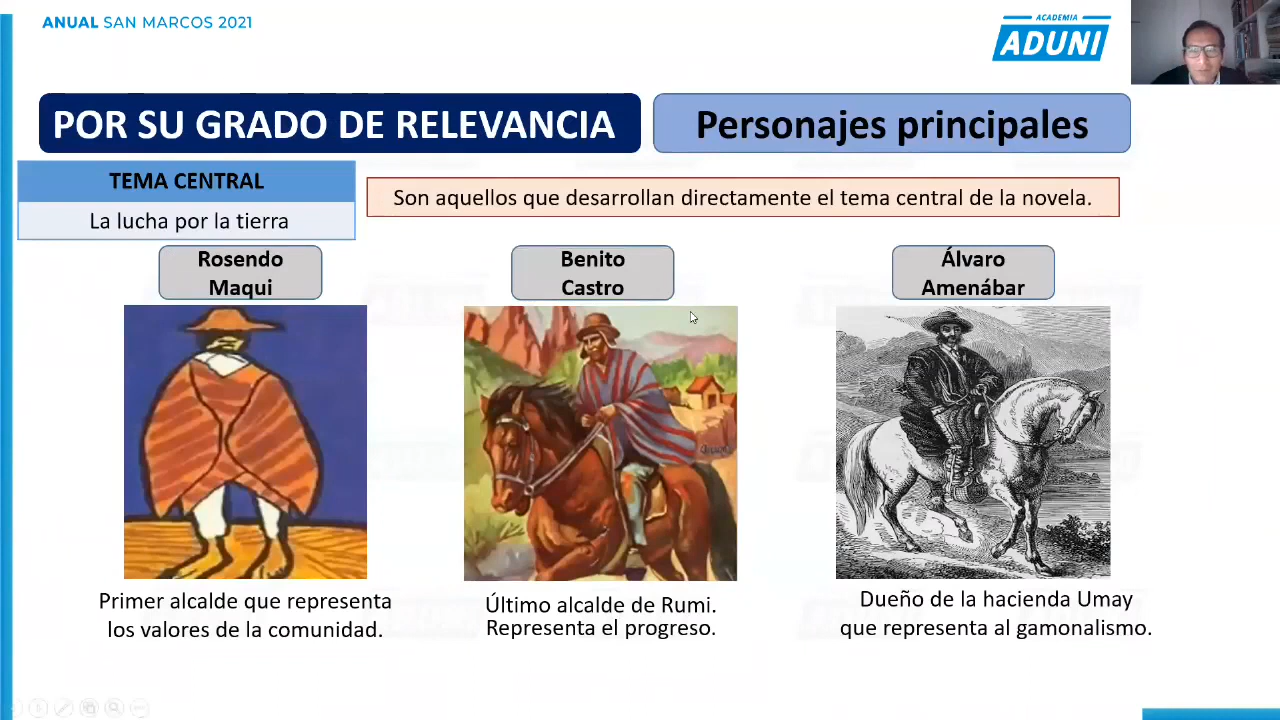 ANUAL SAN MARCOS 2021
ACADEMIA
ADUNI
POR SU GRADO DE RELEVANCIA
Personajes principales
TEMA CENTRAL
La lucha por la tierra
Son aquellos que desarrollan directamente el tema central de la novela.
Rosendo
Maqui
Benito
Castro
Álvaro
Amenábar
Primer alcalde que representa
los valores de la comunidad.
Último alcalde de Rumi.
Representa el progreso.
Dueño de la hacienda Umay
que representa al gamonalismo.